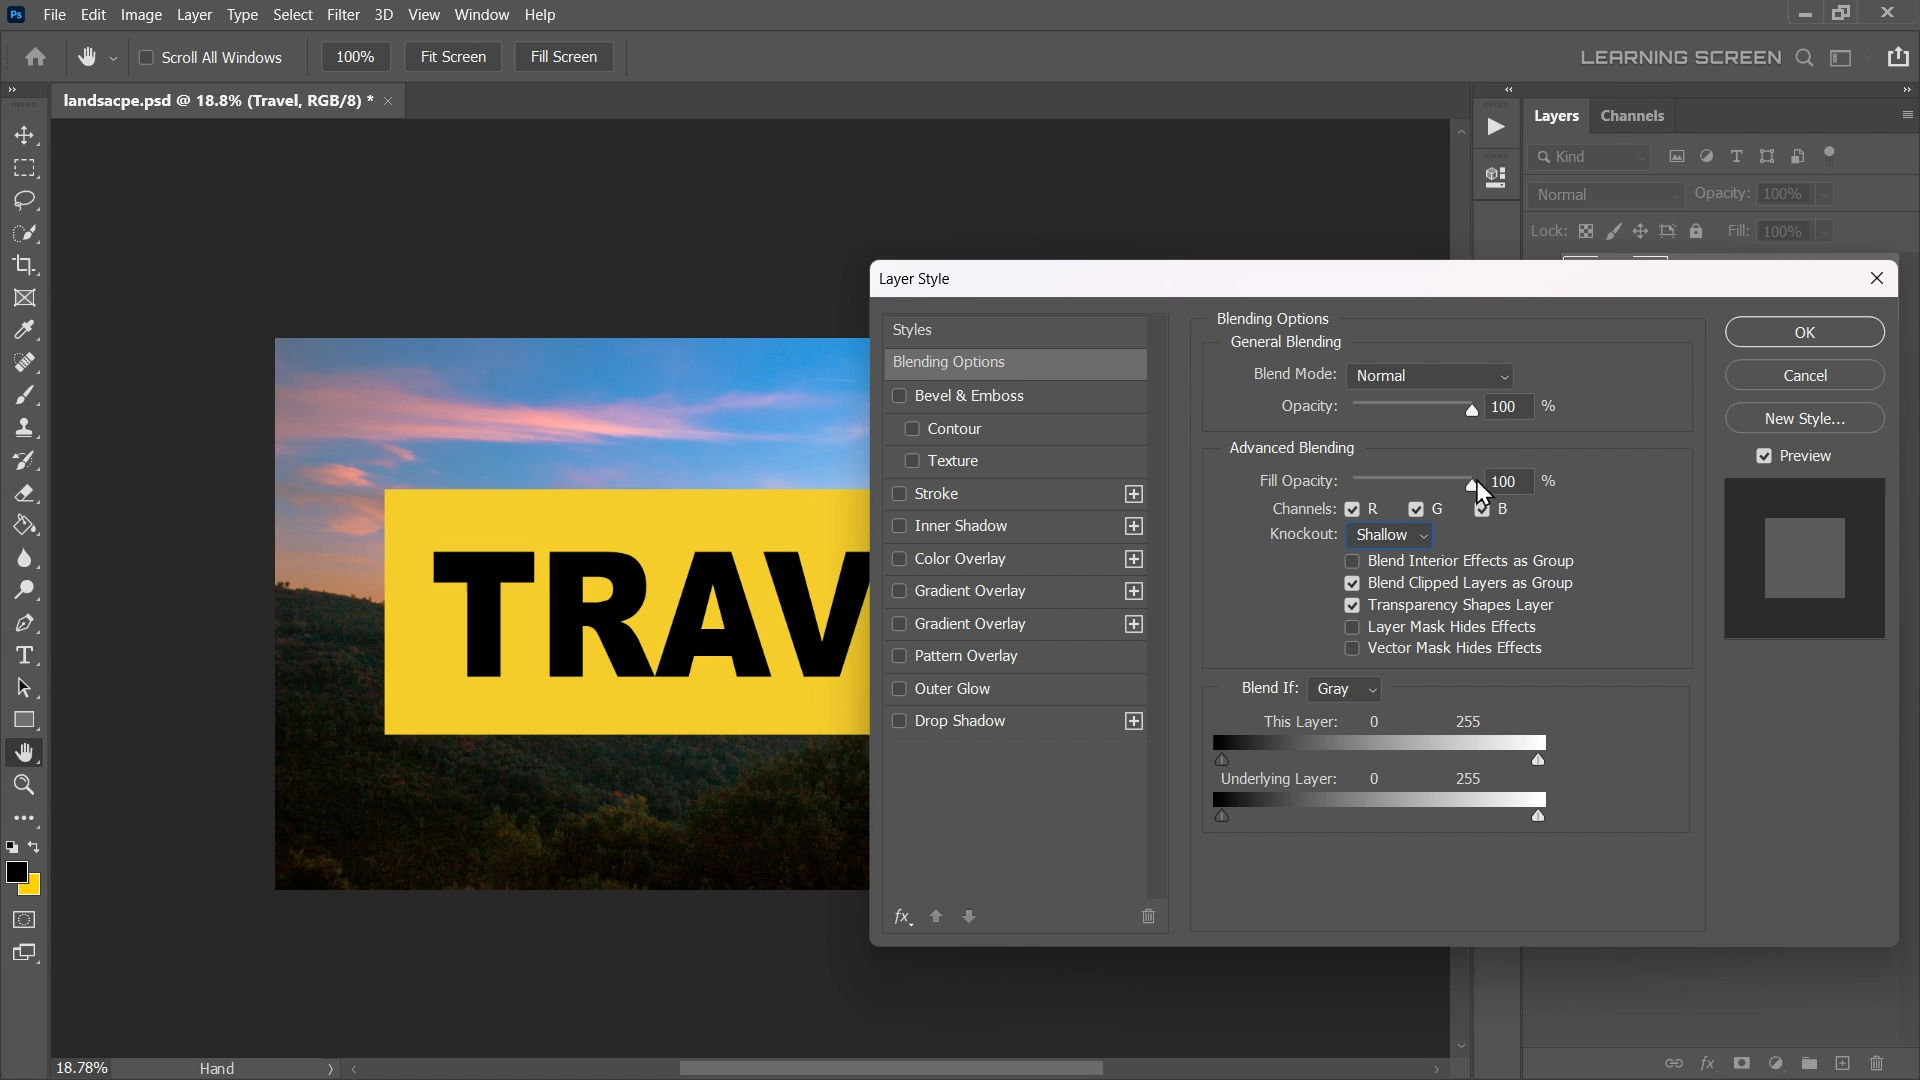 Ps File Edit Image Layer Type Select Filter 3D View Window Help
Scroll All Windows 100% Fit Screen Fill Screen LEARNING SCREEN
landsacpe.psd @ 18.8% (Travel, RGB/8) *
Layers Channels
Kind
Normal Opacity: 100%
Lock: Fill: 100%
Layer Style
Styles
Blending Options
Bevel & Emboss
Contour
Texture
Stroke
Inner Shadow
Color Overlay
Gradient Overlay
Gradient Overlay
Pattern Overlay
Outer Glow
Drop Shadow
fx
Blending Options
General Blending
Blend Mode: Normal
Opacity: 100 %
Advanced Blending
Fill Opacity: 100 %
Channels: R G B
Knockout: Shallow
Blend Interior Effects as Group
Blend Clipped Layers as Group
Transparency Shapes Layer
Layer Mask Hides Effects
Vector Mask Hides Effects
Blend If: Gray
This Layer: 0 255
Underlying Layer: 0 255
OK
Cancel
New Style...
Preview
TRAV
18.78% Hand
fx